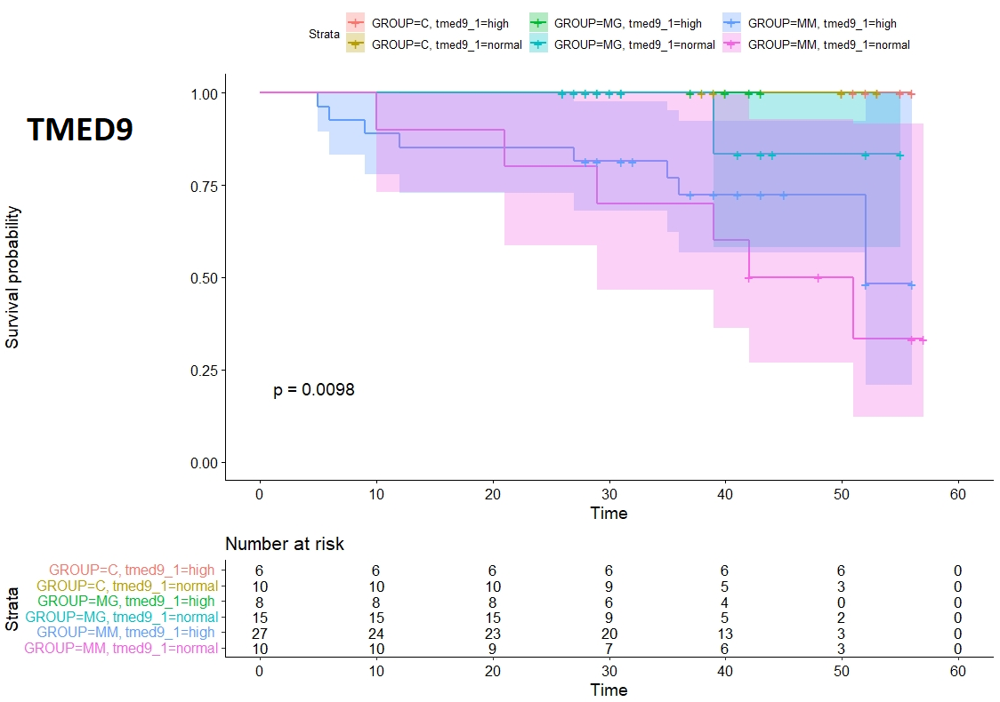 Strata
GROUP=C, tmed9_1=high
GROUP=MG, tmed9_1=high
GROUP=MM, tmed9_1=high
GROUP=C, tmed9_1=normal
GROUP=MG, tmed9_1=normal
GROUP=MM, tmed9_1=normal
TMED9
Survival probability
1.00
0.75
0.50
0.25
0.00
p = 0.0098
0 10 20 30 40 50 60
Time
Number at risk
Strata
GROUP=C, tmed9_1=high 6 6 6 6 6 6 0
GROUP=C, tmed9_1=normal 10 10 10 9 5 3 0
GROUP=MG, tmed9_1=high 8 8 8 6 4 0 0
GROUP=MG, tmed9_1=normal 15 15 15 9 5 2 0
GROUP=MM, tmed9_1=high 27 24 23 20 13 3 0
GROUP=MM, tmed9_1=normal 10 10 9 7 6 3 0
0 10 20 30 40 50 60
Time